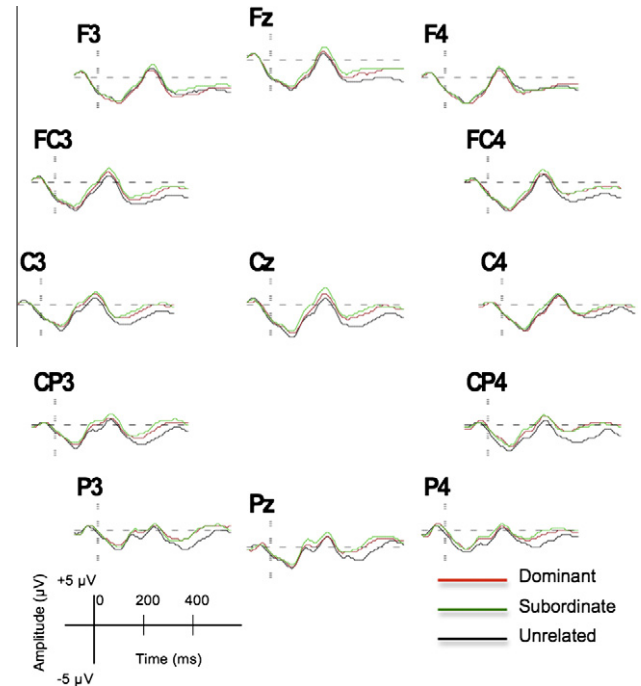 F3 Fz F4
FC3 FC4
C3 Cz C4
CP3 CP4
P3 Pz P4
+5 µV
0 200 400
Amplitude (µV)
Time (ms)
-5 µV
Dominant
Subordinate
Unrelated